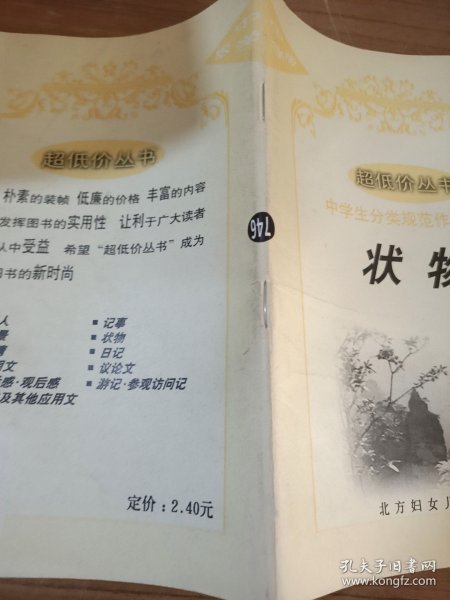 超低价丛书
朴素的装帧 低廉的价格 丰富的内容
发挥图书的实用性 让利于广大读者
从中受益 希望“超低价丛书”成为
图书的新时尚
人
■ 记事
景
■ 状物
■ 日记
用文
■ 议论文
感·观后感
■ 游记·参观访问记
及其他应用文
定价：2.40元
746
超低价丛书
中学生分类规范作
状物
北方妇女儿
孔夫子旧书网
www.kongfz.com